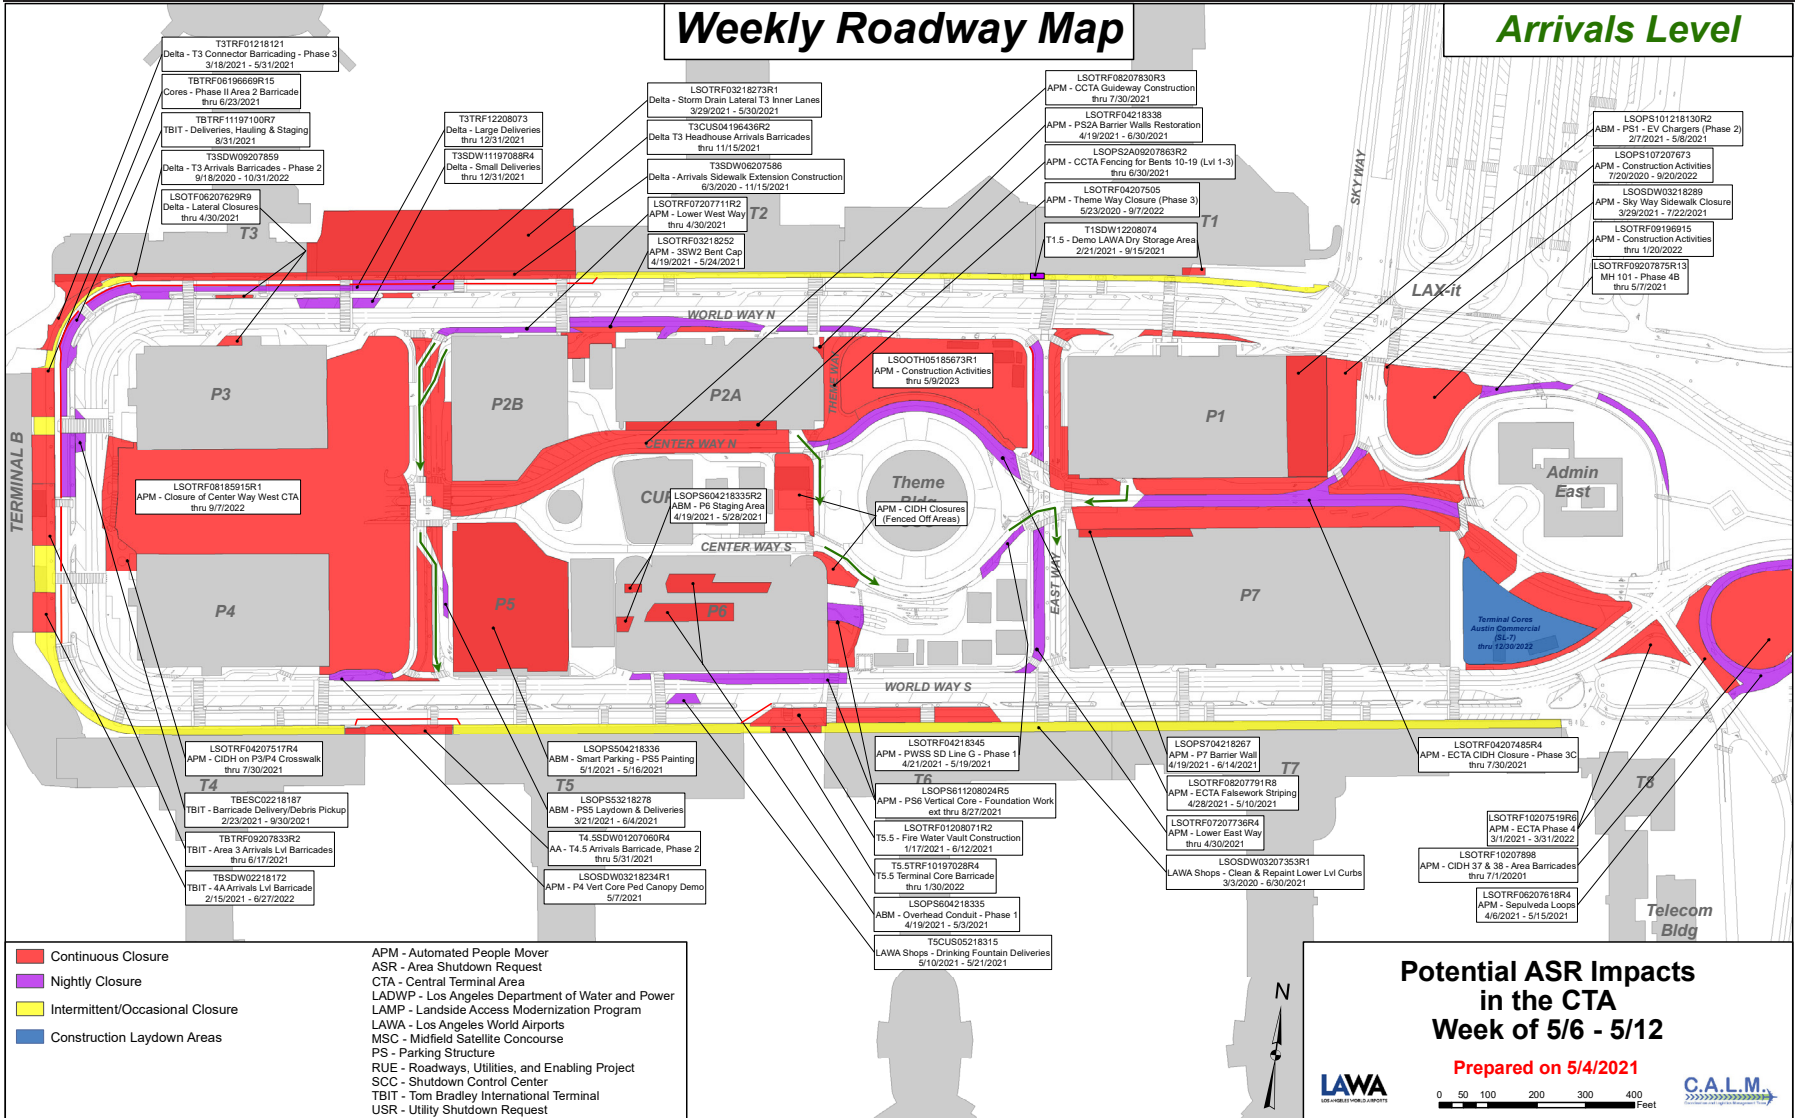 Weekly Roadway Map
Arrivals Level
T3TRF01218121
Delta - T3 Connector Barricading - Phase 3
3/18/2021 - 5/31/2021
TBTRF06196669R15
Cores - Phase II Area 2 Barricade
thru 6/23/2021
TBTRF11197100R7
TBIT - Deliveries, Hauling & Staging
8/31/2021
T3SDW09207859
Delta - T3 Arrivals Barricades - Phase 2
9/18/2020 - 10/31/2022
LSOTF06207629R9
Delta - Lateral Closures
thru 4/30/2021
T3TRF12208073
Delta - Large Deliveries
thru 12/31/2021
T3SDW11197088R4
Delta - Small Deliveries
thru 12/31/2021
LSOTRF03218273R1
Delta - Storm Drain Lateral T3 Inner Lanes
3/29/2021 - 5/30/2021
T3CUS04196436R2
Delta T3 Headhouse Arrivals Barricades
thru 11/15/2021
T3SDW06207586
Delta - Arrivals Sidewalk Extension Construction
6/3/2020 - 11/15/2021
LSOTRF07207711R2
APM - Lower West Way
thru 4/30/2021
LSOTRF03218252
APM - 3SW2 Bent Cap
4/19/2021 - 5/24/2021
LSOTRF08207830R3
APM - CCTA Guideway Construction
thru 7/30/2021
LSOTRF04218338
APM - PS2A Barrier Walls Restoration
4/19/2021 - 6/30/2021
LSOPS2A09207863R2
APM - CCTA Fencing for Bents 10-19 (Lvl 1-3)
thru 6/30/2021
LSOTRF04207505
APM - Theme Way Closure (Phase 3)
5/23/2020 - 9/7/2022
T1SDW12208074
T1.5 - Demo LAWA Dry Storage Area
2/21/2021 - 9/15/2021
LSOPS101218130R2
ABM - PS1 - EV Chargers (Phase 2)
2/7/2021 - 5/8/2021
LSOPS107207673
APM - Construction Activities
7/20/2020 - 9/20/2022
LSOSDW03218289
APM - Sky Way Sidewalk Closure
3/29/2021 - 7/22/2021
LSOTRF09196915
APM - Construction Activities
thru 1/20/2022
LSOTRF09207875R13
MH 101 - Phase 4B
thru 5/7/2021
T3
T2
T1
SKY WAY
LAX-it
WORLD WAY N
LSOOTH05185673R1
APM - Construction Activities
thru 5/9/2023
P3
P2B
P2A
THEME WAY
P1
CENTER WAY N
TERMINAL B
LSOTRF08185915R1
APM - Closure of Center Way West CTA
thru 9/7/2022
CUP
LSOPS604218335R2
ABM - P6 Staging Area
4/19/2021 - 5/28/2021
Theme
Bldg
APM - CIDH Closures
(Fenced Off Areas)
Admin
East
CENTER WAY S
EAST WAY
P4
P5
P6
P7
Terminal Cores
Austin Commercial
(SL-7)
thru 12/30/2022
WORLD WAY S
LSOTRF04207517R4
APM - CIDH on P3/P4 Crosswalk
thru 7/30/2021
T4
TBESC02218187
TBIT - Barricade Delivery/Debris Pickup
2/23/2021 - 9/30/2021
TBTRF09207833R2
TBIT - Area 3 Arrivals Lvl Barricades
thru 6/17/2021
TBSDW02218172
TBIT - 4A Arrivals Lvl Barricade
2/15/2021 - 6/27/2022
LSOPS504218336
ABM - Smart Parking - PS5 Painting
5/1/2021 - 5/16/2021
T5
LSOPS53218278
ABM - PS5 Laydown & Deliveries
3/21/2021 - 6/4/2021
T4.5SDW01207060R4
AA - T4.5 Arrivals Barricade, Phase 2
thru 5/31/2021
LSOSDW03218234R1
APM - P4 Vert Core Ped Canopy Demo
5/7/2021
LSOTRF04218345
APM - PWSS SD Line G - Phase 1
4/21/2021 - 5/19/2021
T6
LSOPS611208024R5
APM - PS6 Vertical Core - Foundation Work
ext thru 8/27/2021
LSOTRF01208071R2
T5.5 - Fire Water Vault Construction
1/17/2021 - 6/12/2021
T5.5TRF10197028R4
T5.5 Terminal Core Barricade
thru 1/30/2022
LSOPS604218335
ABM - Overhead Conduit - Phase 1
4/19/2021 - 5/3/2021
T5CUS05218315
LAWA Shops - Drinking Fountain Deliveries
5/10/2021 - 5/21/2021
LSOPS704218267
APM - P7 Barrier Wall
4/19/2021 - 6/14/2021
T7
LSOTRF08207791R8
APM - ECTA Falsework Striping
4/28/2021 - 5/10/2021
LSOTRF07207736R4
APM - Lower East Way
thru 4/30/2021
LSOSDW03207353R1
LAWA Shops - Clean & Repaint Lower Lvl Curbs
3/3/2020 - 6/30/2021
LSOTRF04207485R4
APM - ECTA CIDH Closure - Phase 3C
thru 7/30/2021
T8
LSOTRF10207519R6
APM - ECTA Phase 4
3/1/2021 - 3/31/2022
LSOTRF10207898
APM - CIDH 37 & 38 - Area Barricades
thru 7/1/20201
LSOTRF06207618R4
APM - Sepulveda Loops
4/6/2021 - 5/15/2021
Telecom
Bldg
Continuous Closure
Nightly Closure
Intermittent/Occasional Closure
Construction Laydown Areas
APM - Automated People Mover
ASR - Area Shutdown Request
CTA - Central Terminal Area
LADWP - Los Angeles Department of Water and Power
LAMP - Landside Access Modernization Program
LAWA - Los Angeles World Airports
MSC - Midfield Satellite Concourse
PS - Parking Structure
RUE - Roadways, Utilities, and Enabling Project
SCC - Shutdown Control Center
TBIT - Tom Bradley International Terminal
USR - Utility Shutdown Request
N
Potential ASR Impacts
in the CTA
Week of 5/6 - 5/12
Prepared on 5/4/2021
LAWA
LOS ANGELES WORLD AIRPORTS
0 50 100 200 300 400
Feet
C.A.L.M.